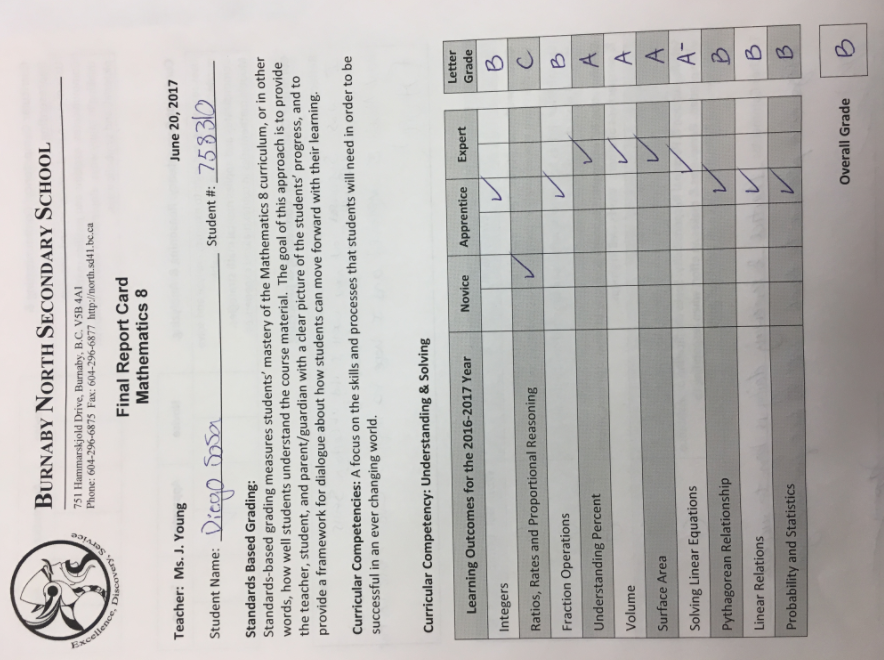 BURNABY NORTH SECONDARY SCHOOL
751 Hammarskjold Drive, Burnaby, B.C. V5B 4A1
Phone: 604-296-6875 Fax: 604-296-6877 http://north.sd41.bc.ca
Excellence, Discovery, Service
Final Report Card
Mathematics 8
Teacher: Ms. J. Young June 20, 2017
Student Name: Diego Sosa Student #: 758310
Standards Based Grading:
Standards-based grading measures students' mastery of the Mathematics 8 curriculum, or in other
words, how well students understand the course material. The goal of this approach is to provide
the teacher, student, and parent/guardian with a clear picture of the students' progress, and to
provide a framework for dialogue about how students can move forward with their learning.
Curricular Competencies: A focus on the skills and processes that students will need in order to be
successful in an ever changing world.
Curricular Competency: Understanding & Solving
Learning Outcomes for the 2016-2017 Year Novice Apprentice Expert Letter Grade
Integers ✓ B
Ratios, Rates and Proportional Reasoning ✓ C
Fraction Operations ✓ B
Understanding Percent ✓ A
Volume ✓ A
Surface Area ✓ A
Solving Linear Equations ✓ A-
Pythagorean Relationship ✓ B
Linear Relations ✓ B
Probability and Statistics ✓ B
Overall Grade B